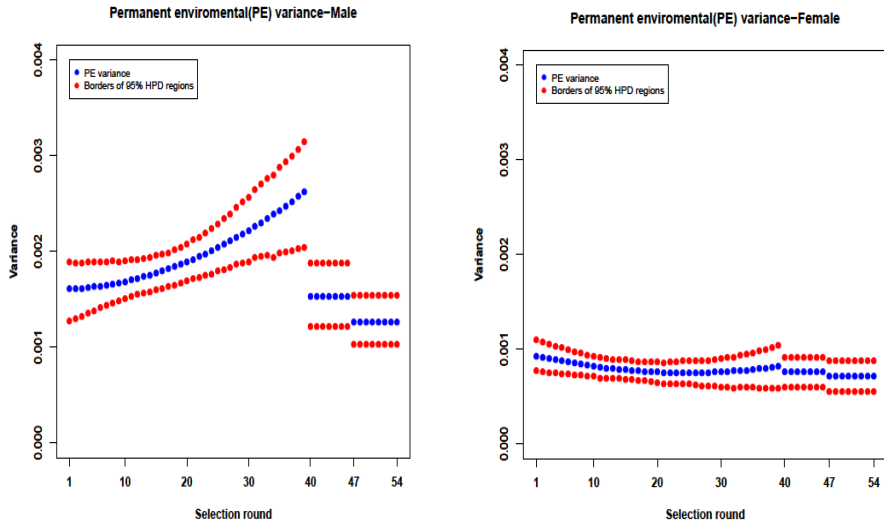 Permanent enviromental(PE) variance−Male
0.004
0.003
0.002
0.001
0.000
Variance
PE variance
Borders of 95% HPD regions
1 10 20 30 40 47 54
Selection round
Permanent enviromental(PE) variance−Female
0.004
0.003
0.002
0.001
0.000
Variance
PE variance
Borders of 95% HPD regions
1 10 20 30 40 47 54
Selection round